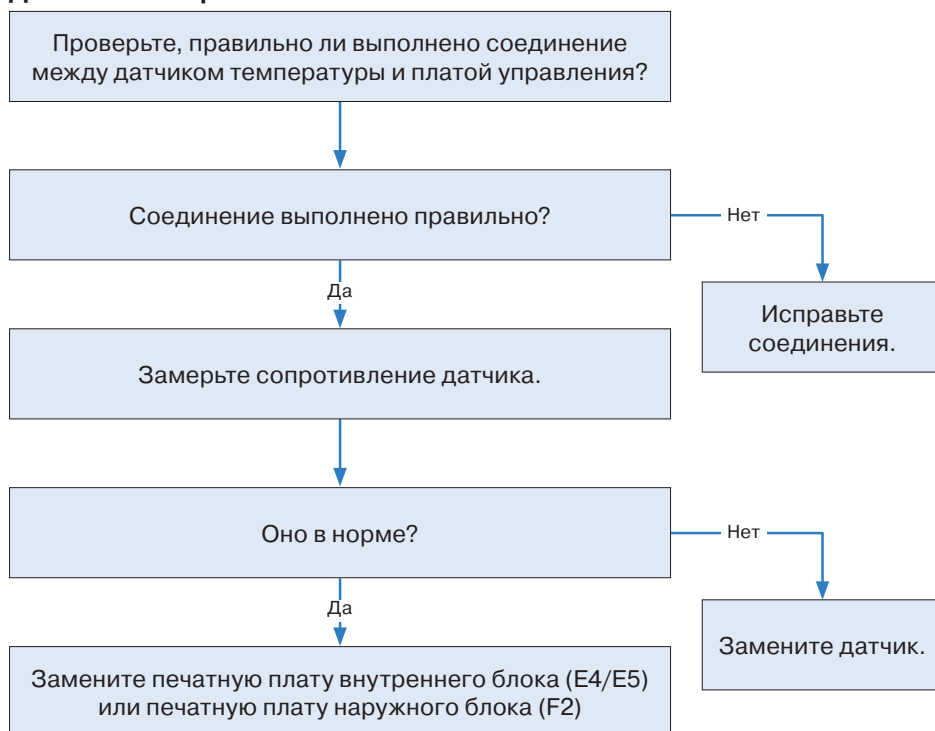 Проверьте, правильно ли выполнено соединение
между датчиком температуры и платой управления?
Соединение выполнено правильно?
Нет
Да
Исправьте
соединения.
Замерьте сопротивление датчика.
Оно в норме?
Нет
Да
Замените датчик.
Замените печатную плату внутреннего блока (E4/E5)
или печатную плату наружного блока (F2)